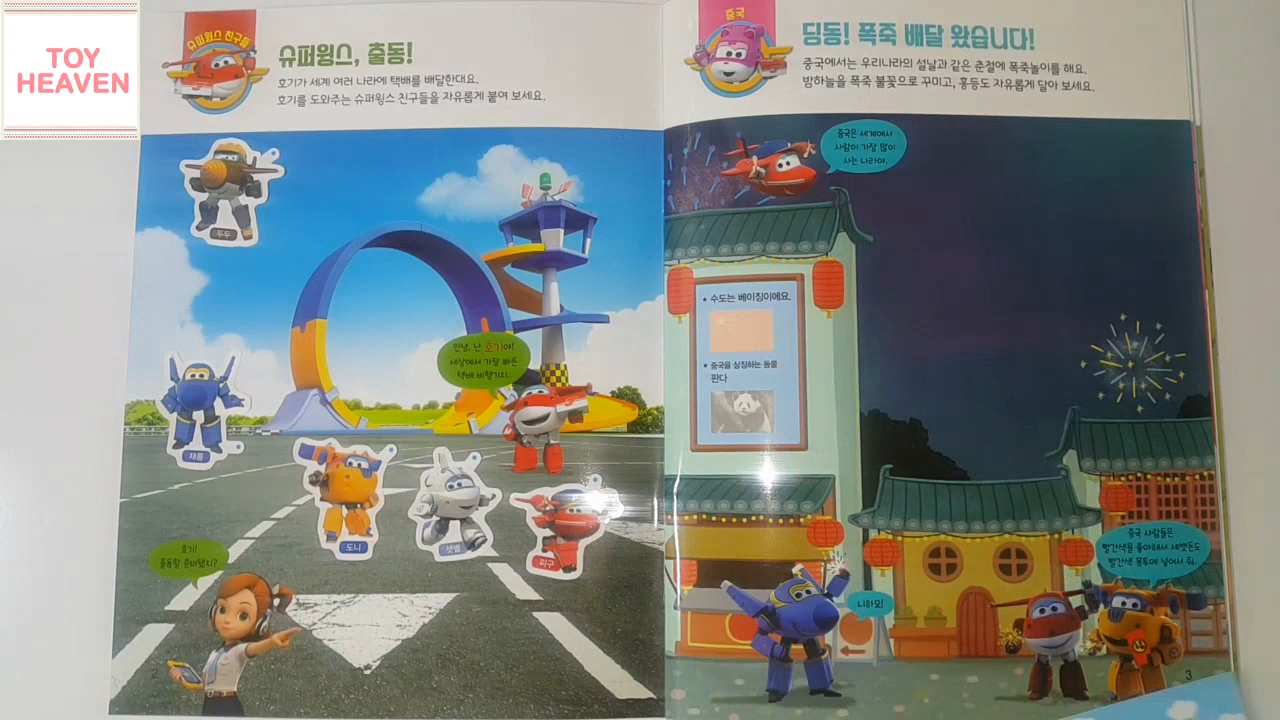 TOY
HEAVEN
슈퍼윙스 친구들
슈퍼윙스, 출동!
호기가 세계 여러 나라에 택배를 배달한대요.
호기를 도와주는 슈퍼윙스 친구들을 자유롭게 붙여 보세요.
두두
안녕, 난 호기야!
세상에서 가장 빠른
택배 비행기지.
재롬
도니
샛별
파구
호기!
출동할 준비됐지?
2
중국
딩동! 폭죽 배달 왔습니다!
중국에서는 우리나라의 설날과 같은 춘절에 폭죽놀이를 해요.
밤하늘을 폭죽 불꽃으로 꾸미고, 홍등도 자유롭게 달아 보세요.
중국은 세계에서
사람이 가장 많이
사는 나라야.
★ 수도는 베이징이에요.
★ 중국을 상징하는 동물
판다
니하오!
중국 사람들은
빨간색을 좋아해서 세뱃돈도
빨간색 봉투에 넣어서 줘.
3